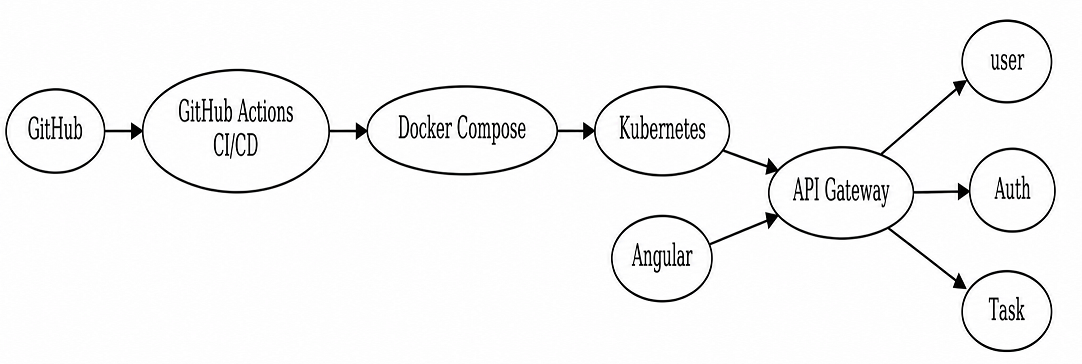 GitHub
GitHub Actions
CI/CD
Docker Compose
Kubernetes
Angular
API Gateway
user
Auth
Task